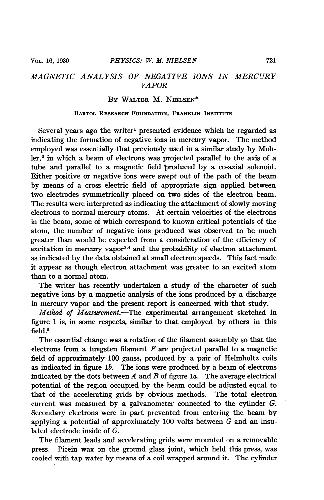 Vol. 16, 1930 PHYSICS: W. M. NIELSEN 721
MAGNETIC ANALYSIS OF NEGATIVE IONS IN MERCURY
VAPOR
By Walter M. Nielsen*
Bartol Research Foundation, Franklin Institute
Several years ago the writer¹ presented evidence which he regarded as
indicating the formation of negative ions in mercury vapor. The method
employed was essentially that previously used in a similar study by Moh-
ler,² in which a beam of electrons was projected parallel to the axis of a
tube and parallel to a magnetic field produced by a co-axial solenoid.
Either positive or negative ions were swept out of the path of the beam
by means of a cross electric field of appropriate sign applied between
two electrodes symmetrically placed on two sides of the electron beam.
The results were interpreted as indicating the attachment of slowly moving
electrons to normal mercury atoms. At certain velocities of the electrons
in the beam, some of which correspond to known critical potentials of the
atom, the number of negative ions produced was observed to be much
greater than would be expected from a consideration of the efficiency of
excitation in mercury vapor and the probability of electron attachment
as indicated by the data obtained at small electron speeds. This fact made
it appear as though electron attachment was greater to an excited atom
than to a normal atom.
The writer has recently undertaken a study of the character of such
negative ions by a magnetic analysis of the ions produced by a discharge
in mercury vapor and the present report is concerned with that study.
Method of Measurement.—The experimental arrangement sketched in
figure 1 is, in some respects, similar to that employed by others in this
field.⁵
The essential change was a rotation of the filament assembly so that the
electrons from a tungsten filament F are projected parallel to a magnetic
field of approximately 100 gauss, produced by a pair of Helmholtz coils
as indicated in figure 1b. The ions were produced by a beam of electrons
indicated by the dots between A and B of figure 1a. The average electrical
potential of the region occupied by the beam could be adjusted equal to
that of the accelerating grids by obvious methods. The total electron
current was measured by a galvanometer connected to the cylinder G.
Secondary electrons were in part prevented from entering the beam by
applying a potential of approximately 100 volts between G and an insu-
lated electrode inside of G.
The filament leads and accelerating grids were mounted on a removable
press. Picein wax on the ground glass joint, which held this press, was
cooled with tap water by means of a coil wrapped around it. The cylinder